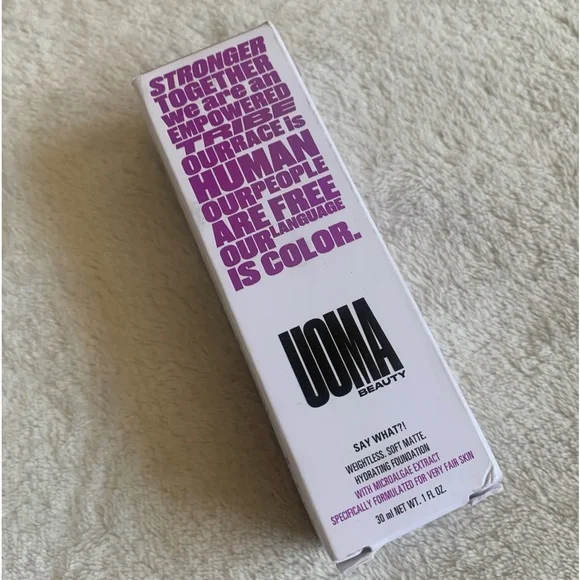 STRONGER
TOGETHER
we are an
EMPOWERED
TRIBE
OUR RACE is
HUMAN
OUR PEOPLE
ARE FREE
OUR LANGUAGE
IS COLOR.
UOMA
BEAUTY
SAY WHAT?!
WEIGHTLESS. SOFT MATTE.
HYDRATING FOUNDATION
WITH MICROALGAE EXTRACT
SPECIFICALLY FORMULATED FOR VERY FAIR SKIN
30 ml NET WT. 1 FL OZ.